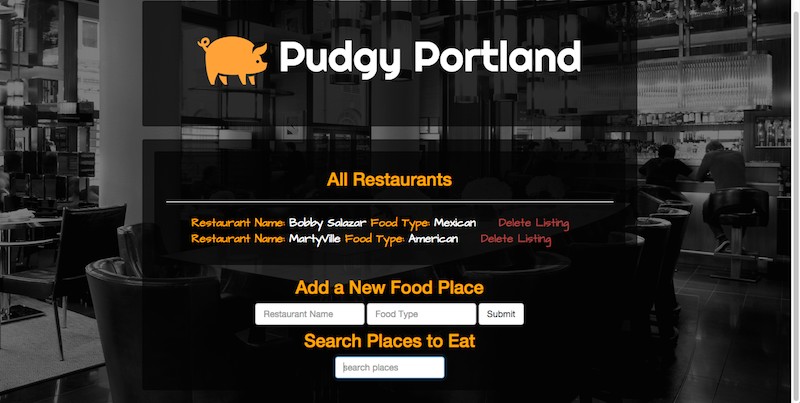 Pudgy Portland
All Restaurants
Restaurant Name: Bobby Salazar Food Type: Mexican Delete Listing
Restaurant Name: MartyVille Food Type: American Delete Listing
Add a New Food Place
Restaurant Name Food Type Submit
Search Places to Eat
search places